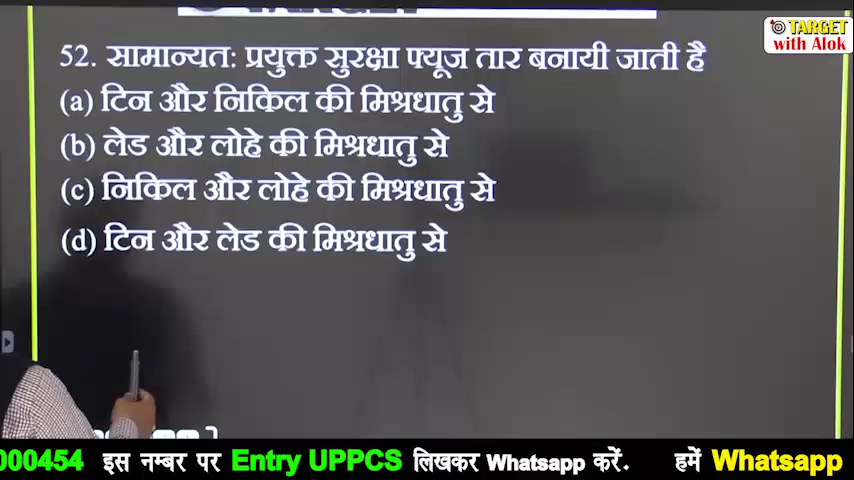 TARGET
with Alok
52. सामान्यत: प्रयुक्त सुरक्षा फ्यूज तार बनायी जाती है
(a) टिन और निकिल की मिश्रधातु से
(b) लेड और लोहे की मिश्रधातु से
(c) निकिल और लोहे की मिश्रधातु से
(d) टिन और लेड की मिश्रधातु से
000454 इस नम्बर पर Entry UPPCS लिखकर Whatsapp करें. हमें Whatsapp